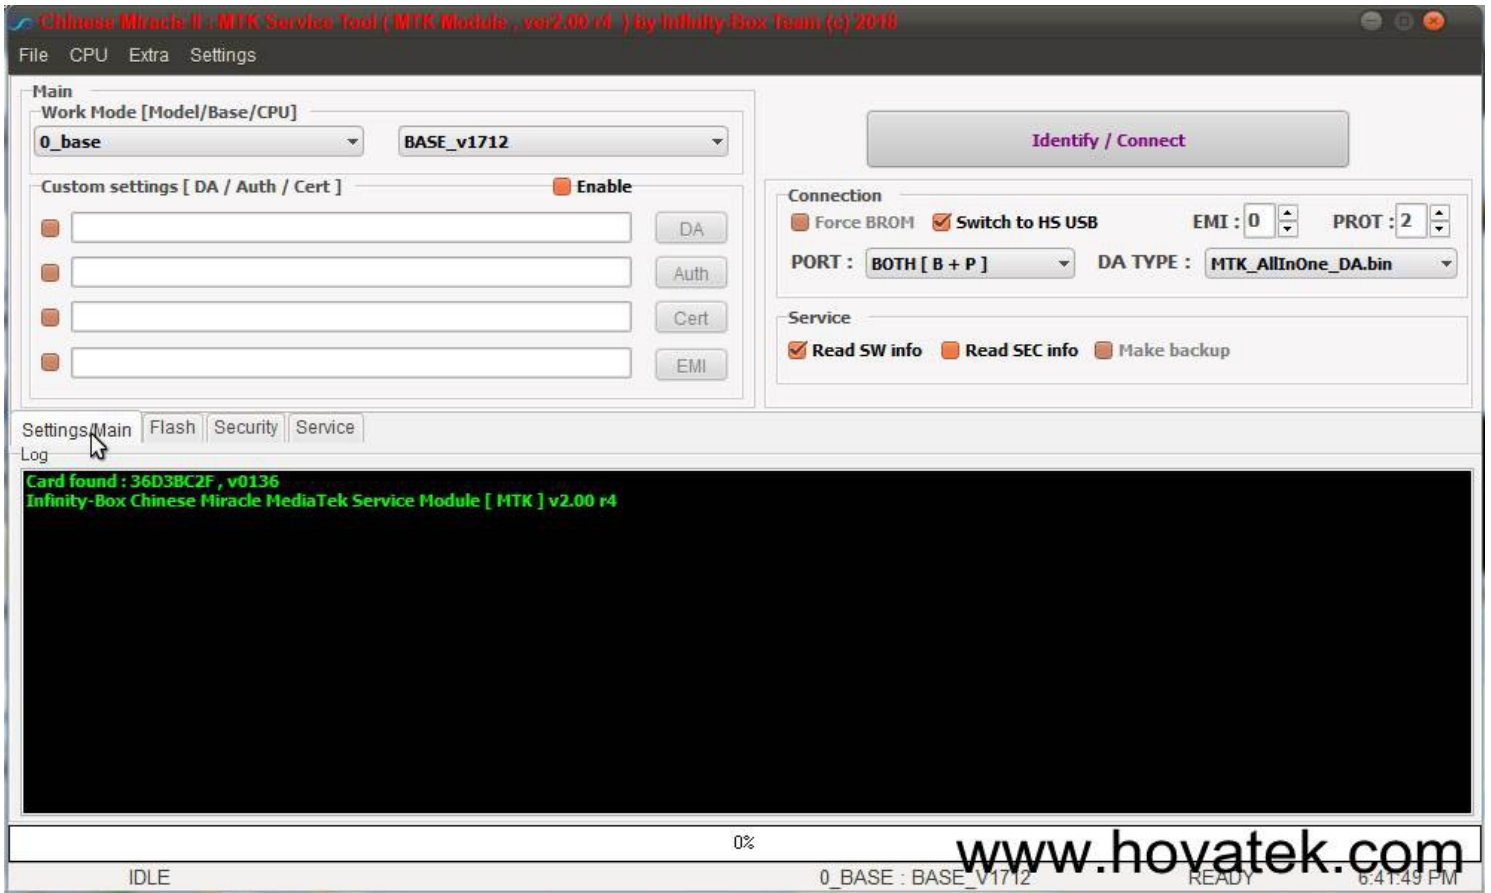 Chinese Miracle II : MTK Service Tool ( MTK Module , ver2.00 r4 ) by Infinity-Box Team (c) 2018
File CPU Extra Settings
Main
Work Mode [Model/Base/CPU]
0_base BASE_v1712
Identify / Connect
Custom settings [ DA / Auth / Cert ] Enable
DA
Auth
Cert
EMI
Connection
Force BROM Switch to HS USB EMI : 0 PROT : 2
PORT : BOTH [ B + P ] DA TYPE : MTK_AllInOne_DA.bin
Service
Read SW info Read SEC info Make backup
Settings/Main Flash Security Service
Log
Card found : 36D3BC2F , v0136
Infinity-Box Chinese Miracle MediaTek Service Module [ MTK ] v2.00 r4
0%
www.hovatek.com
IDLE 0_BASE : BASE_V1712 READY 6:41:49 PM